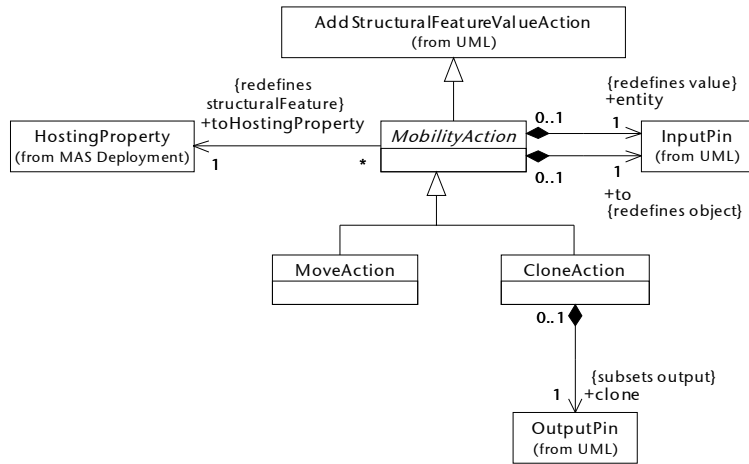 AddStructuralFeatureValueAction
(from UML)
{redefines
structuralFeature}
+toHostingProperty
HostingProperty
(from MAS Deployment)
1
*
MobilityAction
0..1
0..1
{redefines value}
+entity
1
1
+to
{redefines object}
InputPin
(from UML)
MoveAction
CloneAction
0..1
{subsets output}
+clone
1
OutputPin
(from UML)